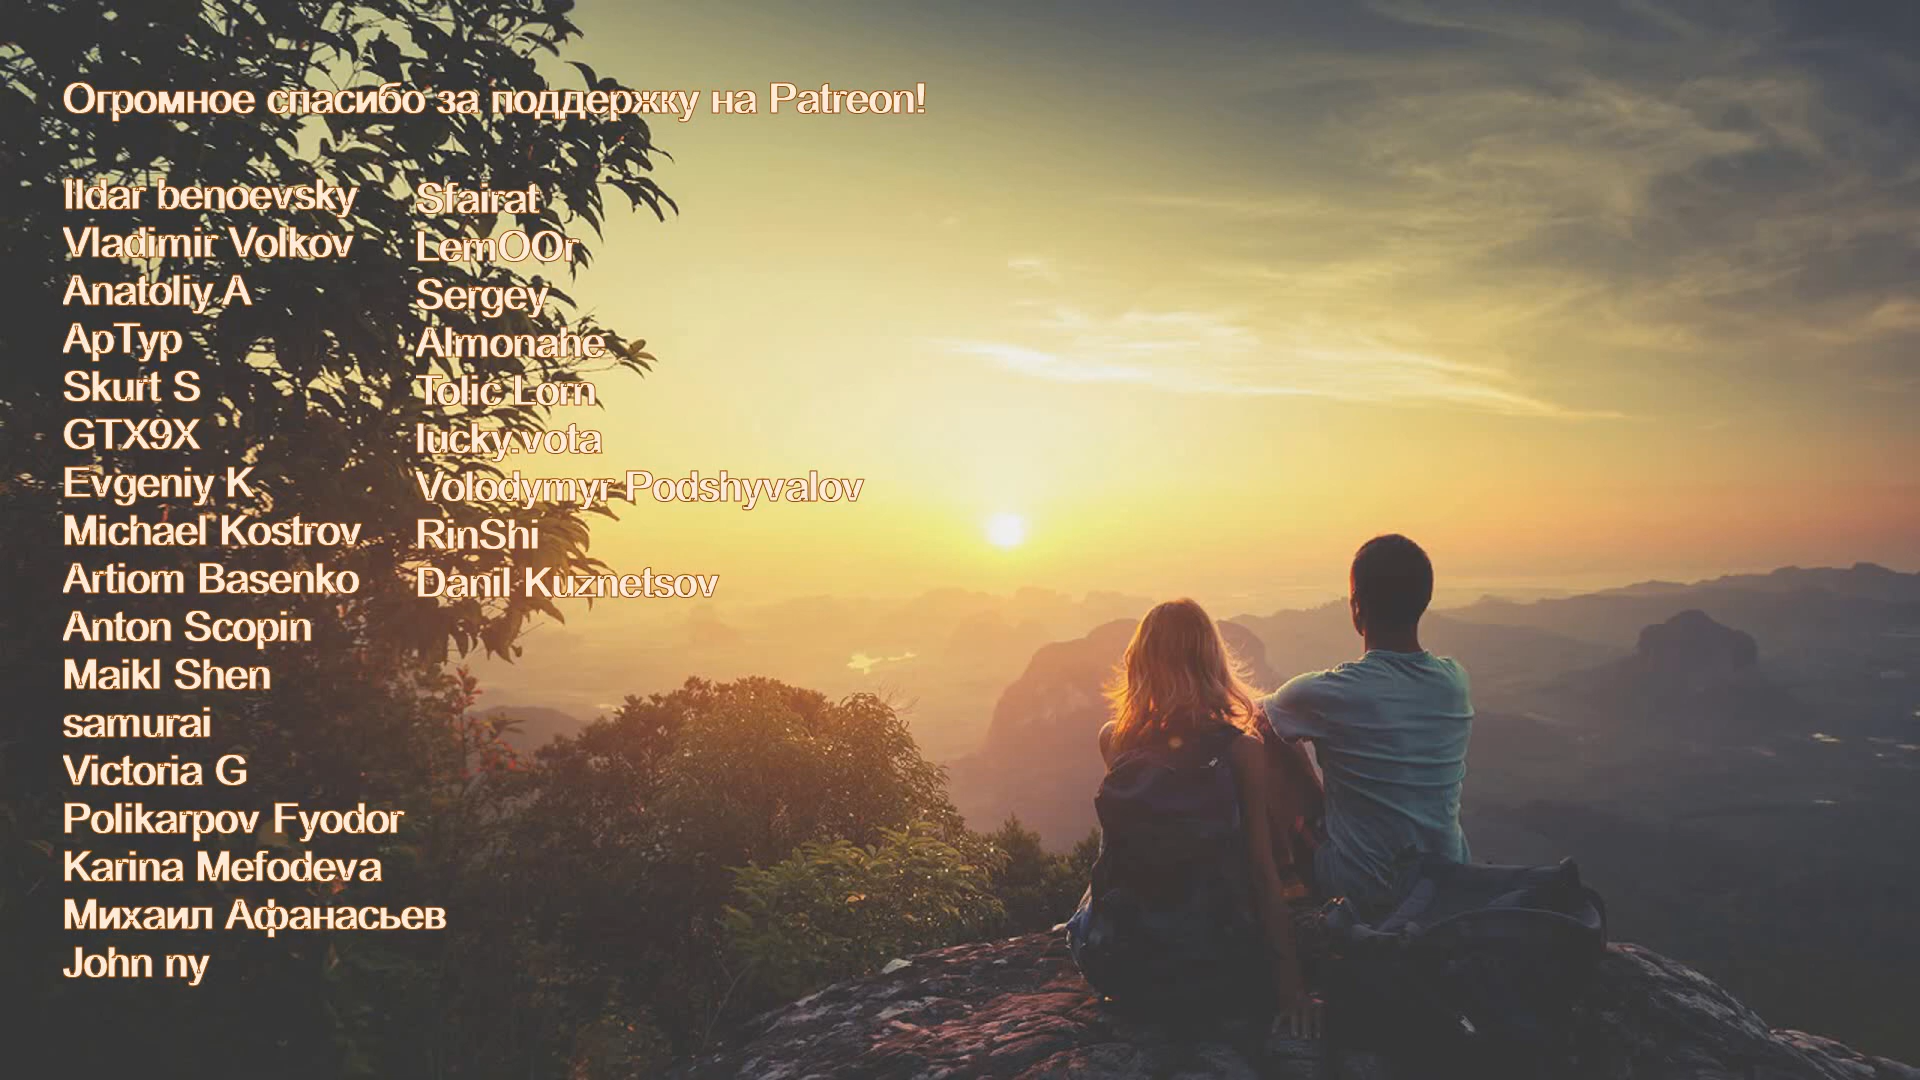 Огромное спасибо за поддержку на Patreon!
Ildar benoevsky
Vladimir Volkov
Anatoliy A
АрТур
Skurt S
GTX9X
Evgeniy K
Michael Kostrov
Artiom Basenko
Anton Scopin
Maikl Shen
samurai
Victoria G
Polikarpov Fyodor
Karina Mefodeva
Михаил Афанасьев
John ny
Sfairat
LemOOr
Sergey
Almonahe
Tolic Lorn
lucky.vota
Volodymyr Podshyvalov
RinShi
Danil Kuznetsov